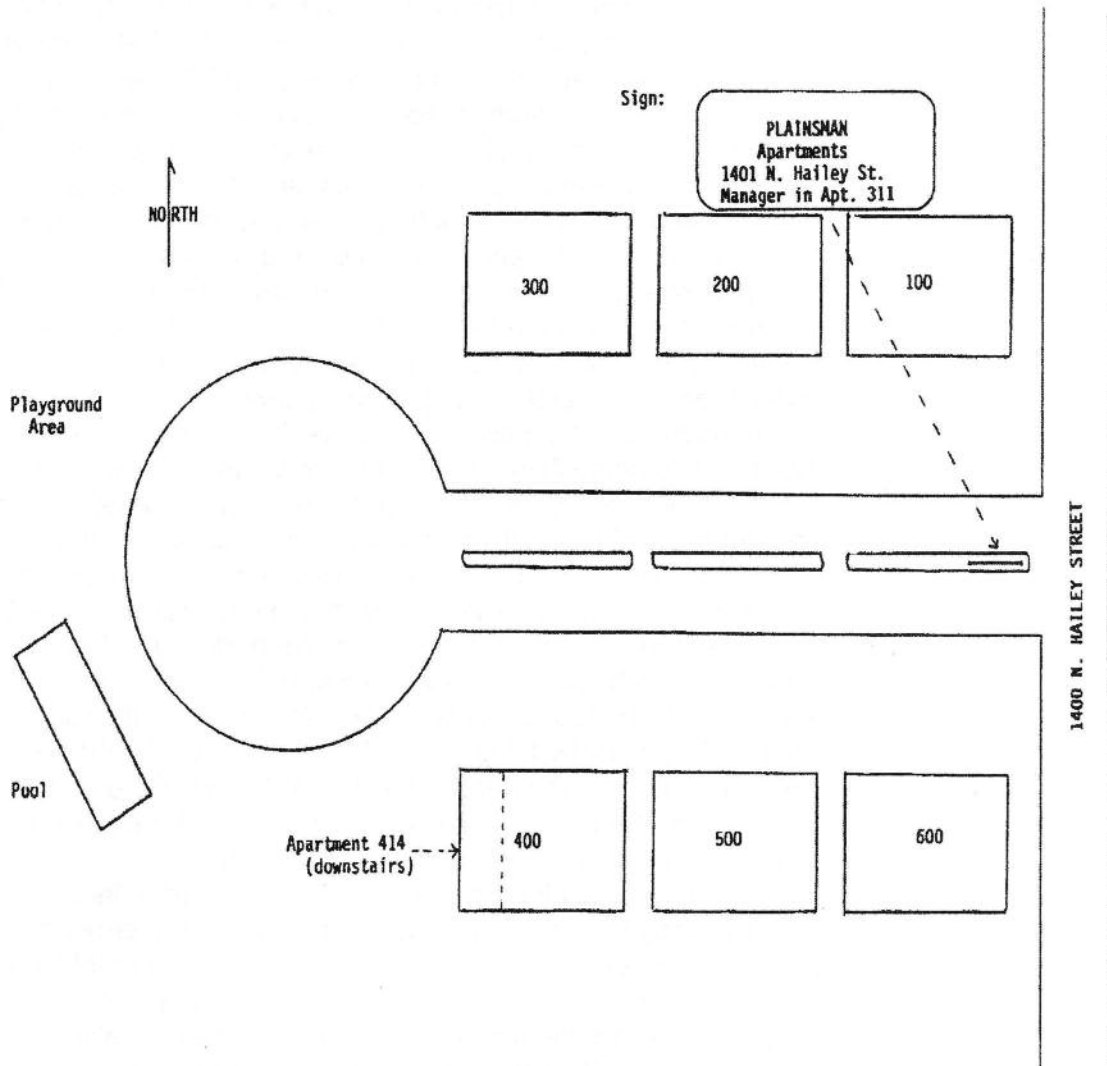 Sign:
PLAINSMAN
Apartments
1401 N. Hailey St.
Manager in Apt. 311
NORTH
300
200
100
Playground
Area
1400 N. HAILEY STREET
Pool
Apartment 414
(downstairs)
400
500
600